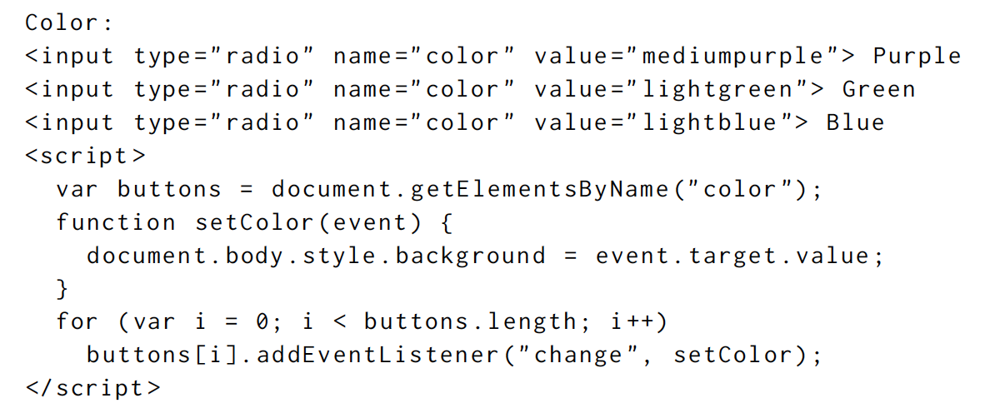 Color:
<input type="radio" name="color" value="mediumpurple"> Purple
<input type="radio" name="color" value="lightgreen"> Green
<input type="radio" name="color" value="lightblue"> Blue
<script>
  var buttons = document.getElementsByName("color");
  function setColor(event) {
    document.body.style.background = event.target.value;
  }
  for (var i = 0; i < buttons.length; i++)
    buttons[i].addEventListener("change", setColor);
</script>